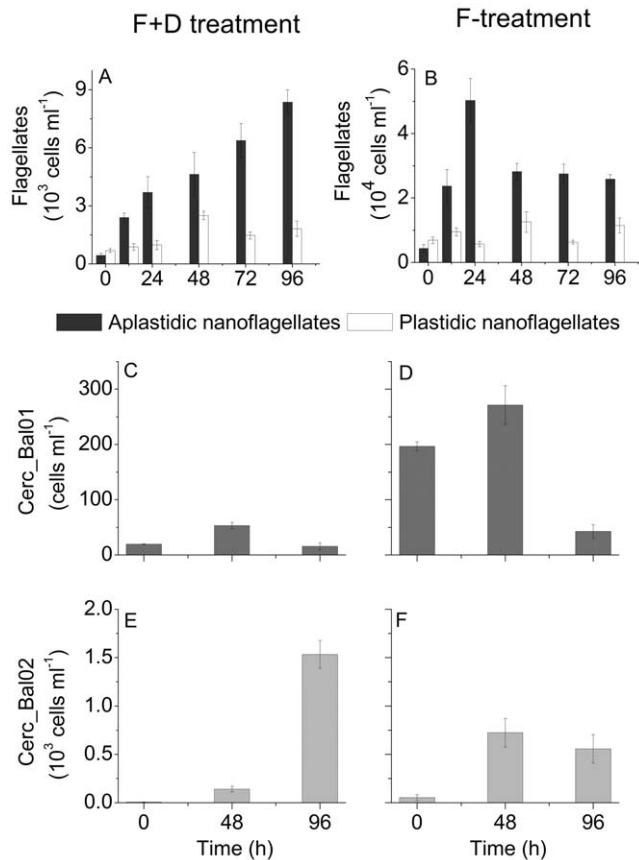 F+D treatment
F-treatment
A
Flagellates
(10³ cells ml⁻¹)
9
6
3
0
0 24 48 72 96
B
Flagellates
(10⁴ cells ml⁻¹)
6
4
2
0
0 24 48 72 96
Aplastidic nanoflagellates
Plastidic nanoflagellates
C
Cerc_Bal01
(cells ml⁻¹)
300
200
100
0
D
E
Cerc_Bal02
(10³ cells ml⁻¹)
2.0
1.5
1.0
0.5
0.0
0 48 96
Time (h)
F
0 48 96
Time (h)